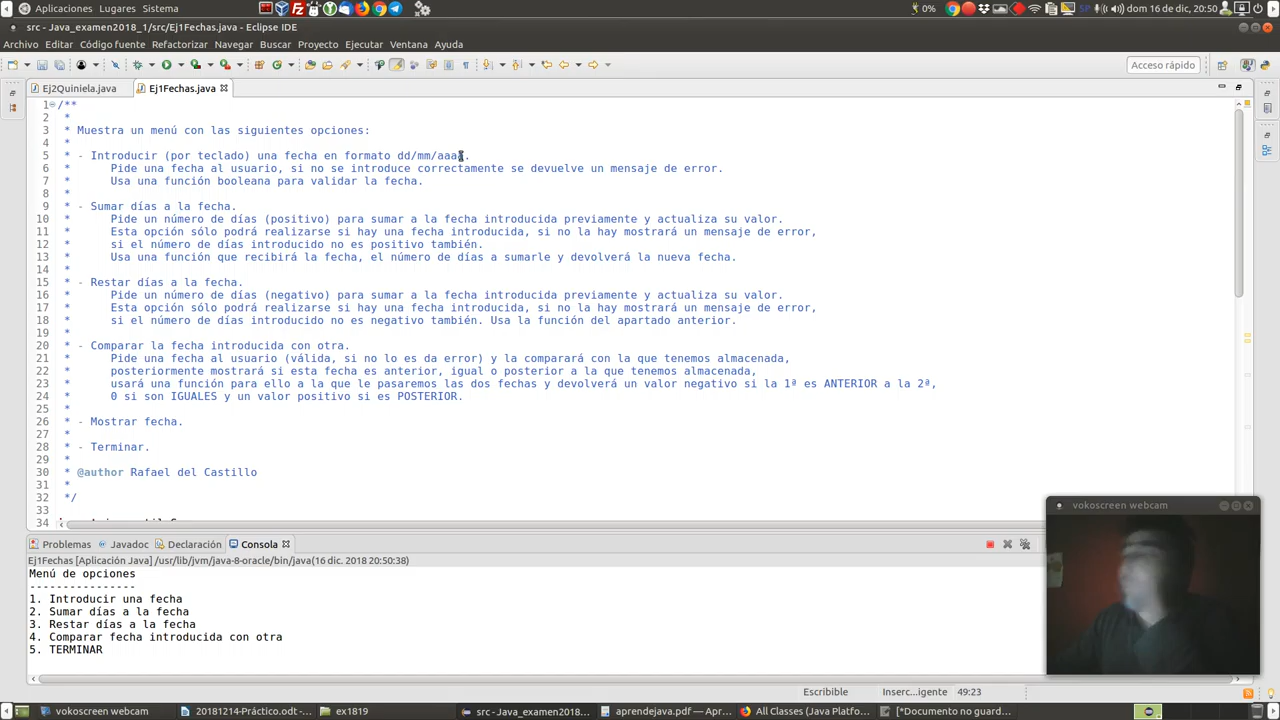 Aplicaciones Lugares Sistema
0% SP dom 16 de dic, 20:50
src - Java_examen2018_1/src/Ej1Fechas.java - Eclipse IDE
Archivo Editar Código fuente Refactorizar Navegar Buscar Proyecto Ejecutar Ventana Ayuda
Acceso rápido
Ej2Quiniela.java Ej1Fechas.java
1 /**
2 *
3 * Muestra un menú con las siguientes opciones:
4 *
5 * - Introducir (por teclado) una fecha en formato dd/mm/aaaa.
6 * Pide una fecha al usuario, si no se introduce correctamente se devuelve un mensaje de error.
7 * Usa una función booleana para validar la fecha.
8 *
9 * - Sumar días a la fecha.
10 * Pide un número de días (positivo) para sumar a la fecha introducida previamente y actualiza su valor.
11 * Esta opción sólo podrá realizarse si hay una fecha introducida, si no la hay mostrará un mensaje de error,
12 * si el número de días introducido no es positivo también.
13 * Usa una función que recibirá la fecha, el número de días a sumarle y devolverá la nueva fecha.
14 *
15 * - Restar días a la fecha.
16 * Pide un número de días (negativo) para sumar a la fecha introducida previamente y actualiza su valor.
17 * Esta opción sólo podrá realizarse si hay una fecha introducida, si no la hay mostrará un mensaje de error,
18 * si el número de días introducido no es negativo también. Usa la función del apartado anterior.
19 *
20 * - Comparar la fecha introducida con otra.
21 * Pide una fecha al usuario (válida, si no lo es da error) y la comparará con la que tenemos almacenada,
22 * posteriormente mostrará si esta fecha es anterior, igual o posterior a la que tenemos almacenada,
23 * usará una función para ello a la que le pasaremos las dos fechas y devolverá un valor negativo si la 1ª es ANTERIOR a la 2ª,
24 * 0 si son IGUALES y un valor positivo si es POSTERIOR.
25 *
26 * - Mostrar fecha.
27 *
28 * - Terminar.
29 *
30 * @author Rafael del Castillo
31 *
32 */
33
34
vokoscreen webcam
Problemas Javadoc Declaración Consola
Ej1Fechas [Aplicación Java] /usr/lib/jvm/java-8-oracle/bin/java(16 dic. 2018 20:50:38)
Menú de opciones
----------------
1. Introducir una fecha
2. Sumar días a la fecha
3. Restar días a la fecha
4. Comparar fecha introducida con otra
5. TERMINAR
Escribible Inserc...igente 49:23
vokoscreen webcam 20181214-Práctico.odt -... ex1819 src - Java_examen2018... aprendejava.pdf — Apr... All Classes (Java Platfo... [*Documento no guard...